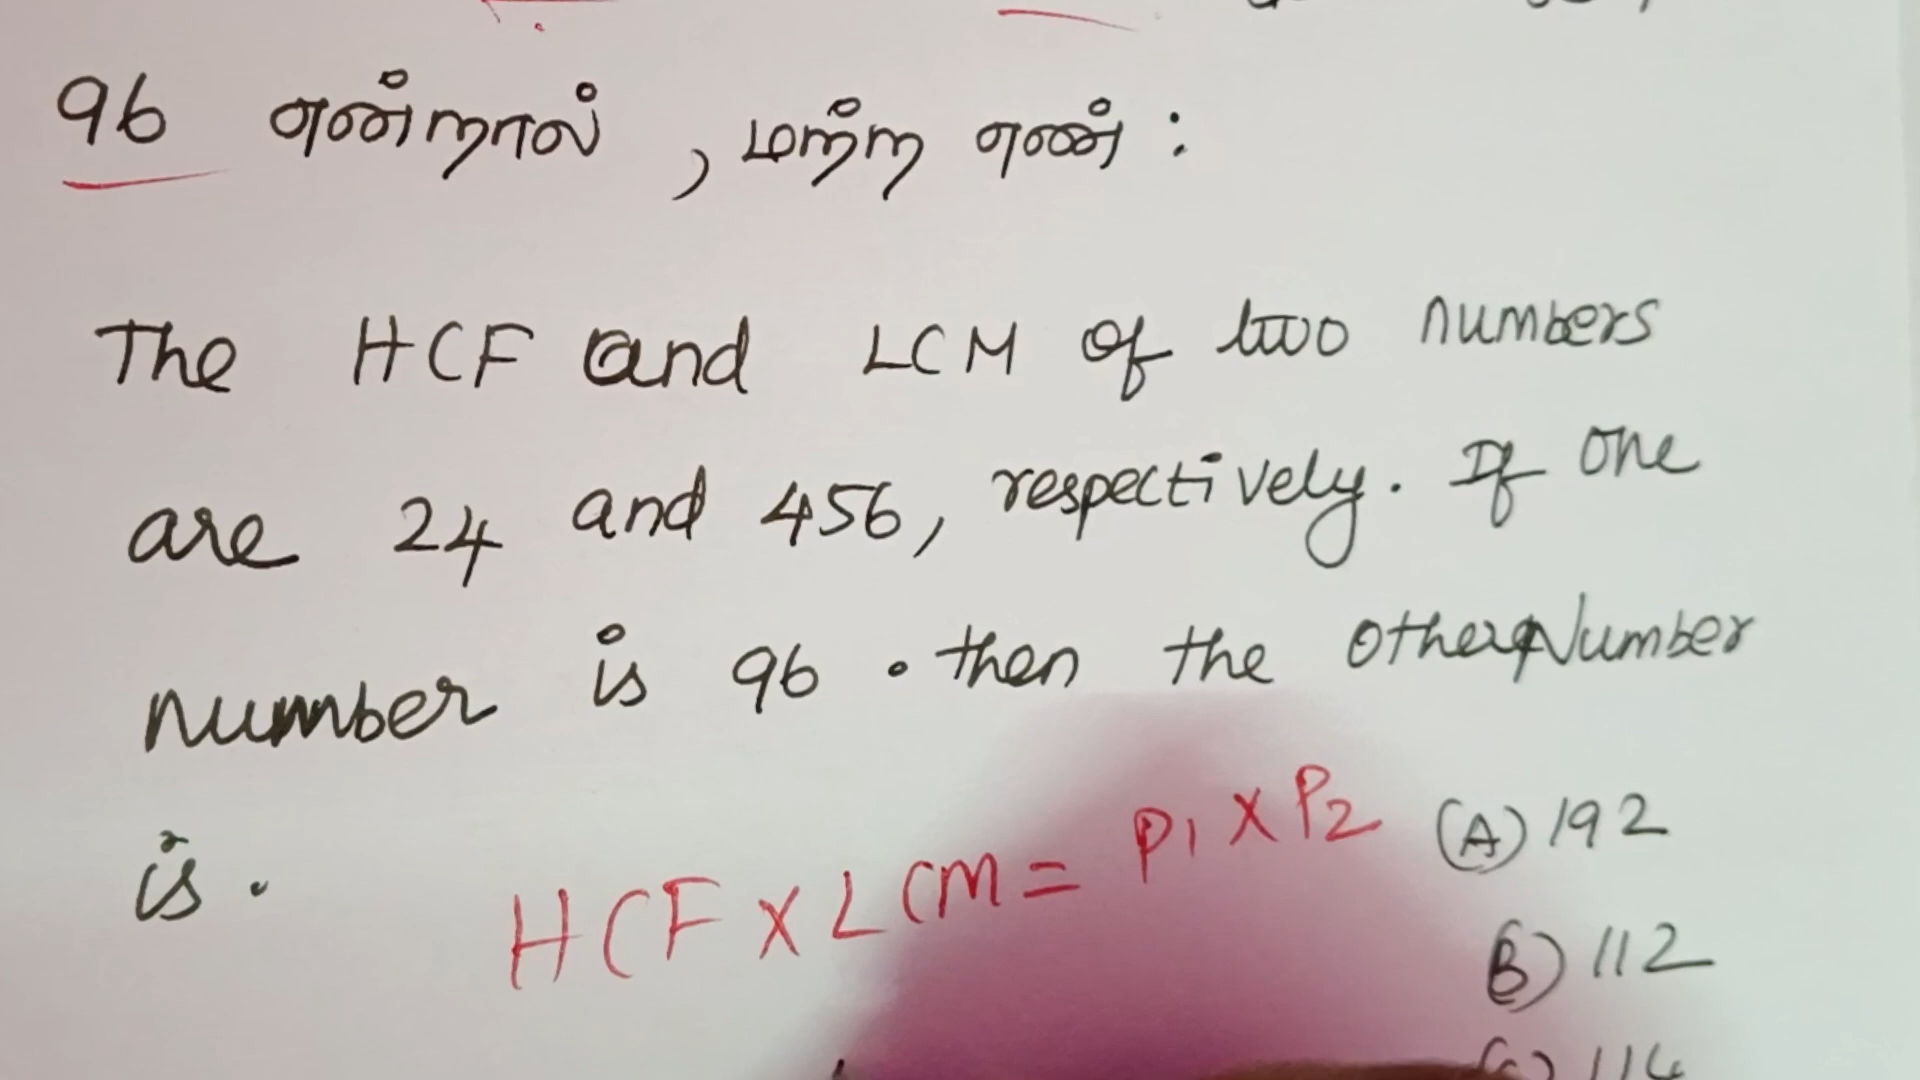 96 என்றால் , மற்ற எண் :
The HCF and LCM of two numbers
are 24 and 456, respectively. If one
number is 96 . then the other Number
is .
HCF x LCM = P1 x P2
(A) 192
(B) 112